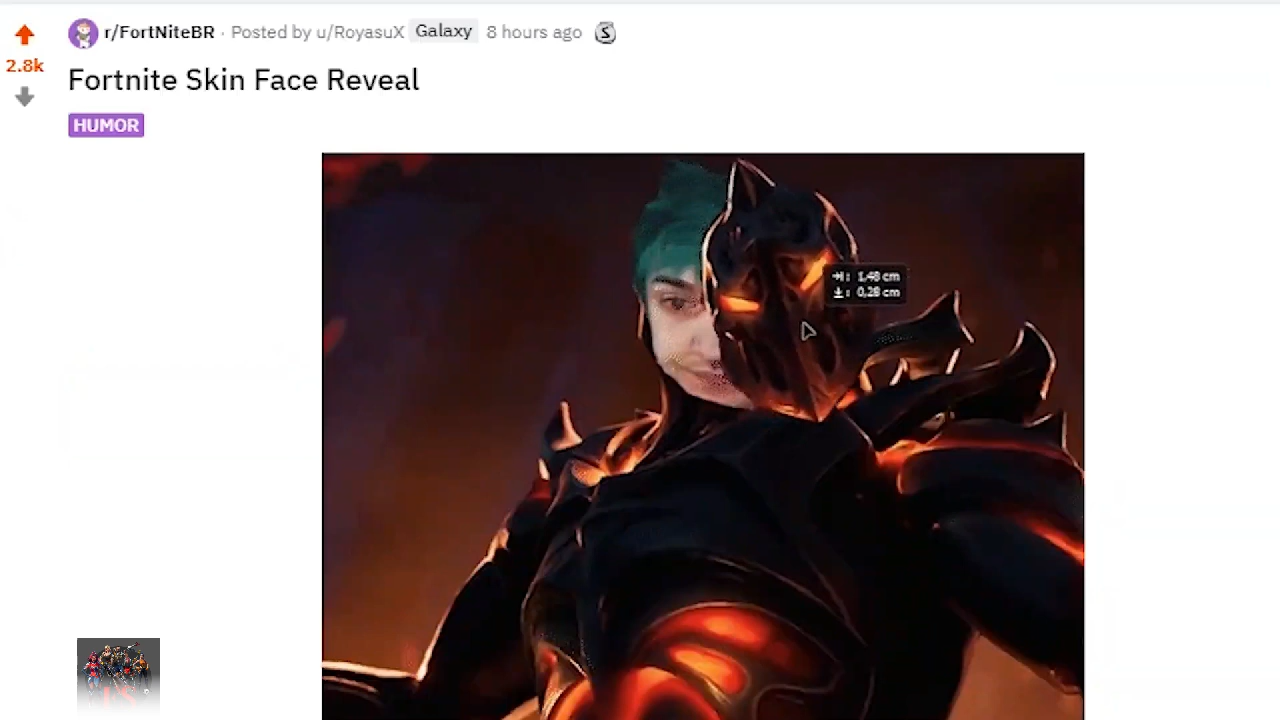 r/FortNiteBR · Posted by u/RoyasuX Galaxy 8 hours ago
2.8k
Fortnite Skin Face Reveal
HUMOR
: 1,48 cm
: 0,28 cm